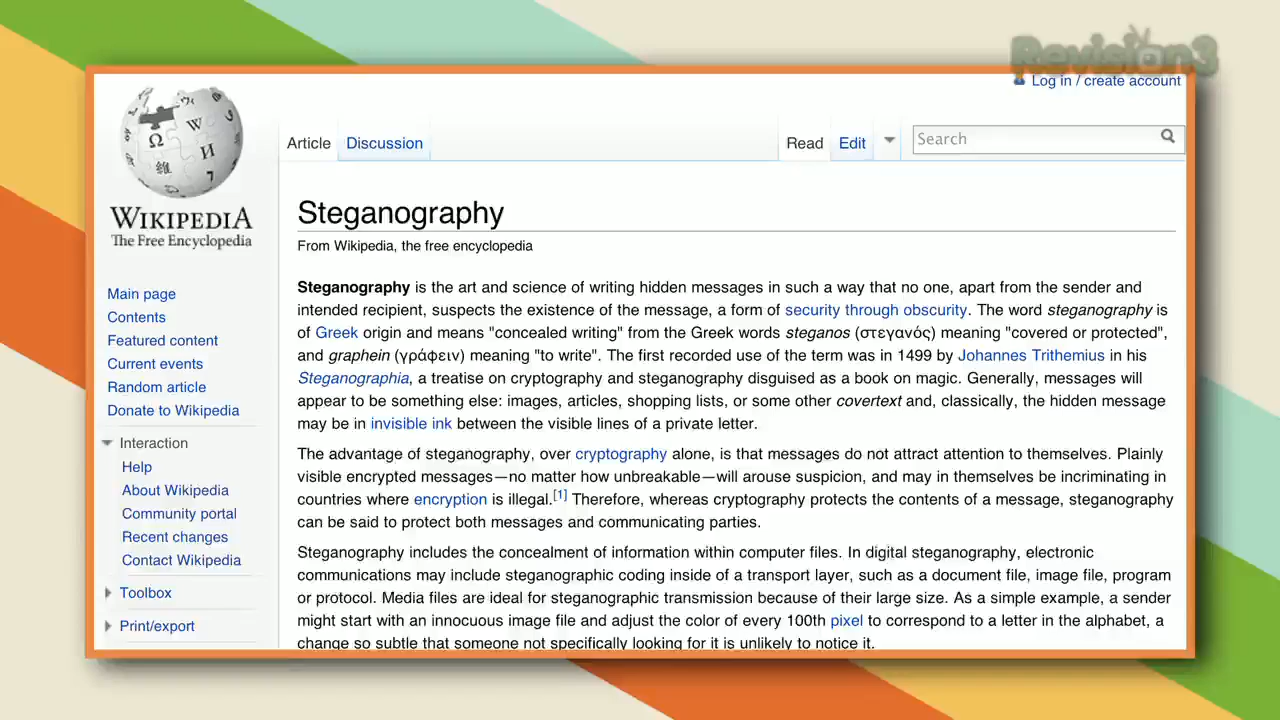 Revision3
Log in / create account
Article Discussion Read Edit Search
WIKIPEDIA
The Free Encyclopedia
Main page
Contents
Featured content
Current events
Random article
Donate to Wikipedia
Interaction
Help
About Wikipedia
Community portal
Recent changes
Contact Wikipedia
Toolbox
Print/export
Steganography
From Wikipedia, the free encyclopedia
Steganography is the art and science of writing hidden messages in such a way that no one, apart from the sender and
intended recipient, suspects the existence of the message, a form of security through obscurity. The word steganography is
of Greek origin and means "concealed writing" from the Greek words steganos (στεγανός) meaning "covered or protected",
and graphein (γράφειν) meaning "to write". The first recorded use of the term was in 1499 by Johannes Trithemius in his
Steganographia, a treatise on cryptography and steganography disguised as a book on magic. Generally, messages will
appear to be something else: images, articles, shopping lists, or some other covertext and, classically, the hidden message
may be in invisible ink between the visible lines of a private letter.
The advantage of steganography, over cryptography alone, is that messages do not attract attention to themselves. Plainly
visible encrypted messages—no matter how unbreakable—will arouse suspicion, and may in themselves be incriminating in
countries where encryption is illegal.[1] Therefore, whereas cryptography protects the contents of a message, steganography
can be said to protect both messages and communicating parties.
Steganography includes the concealment of information within computer files. In digital steganography, electronic
communications may include steganographic coding inside of a transport layer, such as a document file, image file, program
or protocol. Media files are ideal for steganographic transmission because of their large size. As a simple example, a sender
might start with an innocuous image file and adjust the color of every 100th pixel to correspond to a letter in the alphabet, a
change so subtle that someone not specifically looking for it is unlikely to notice it.